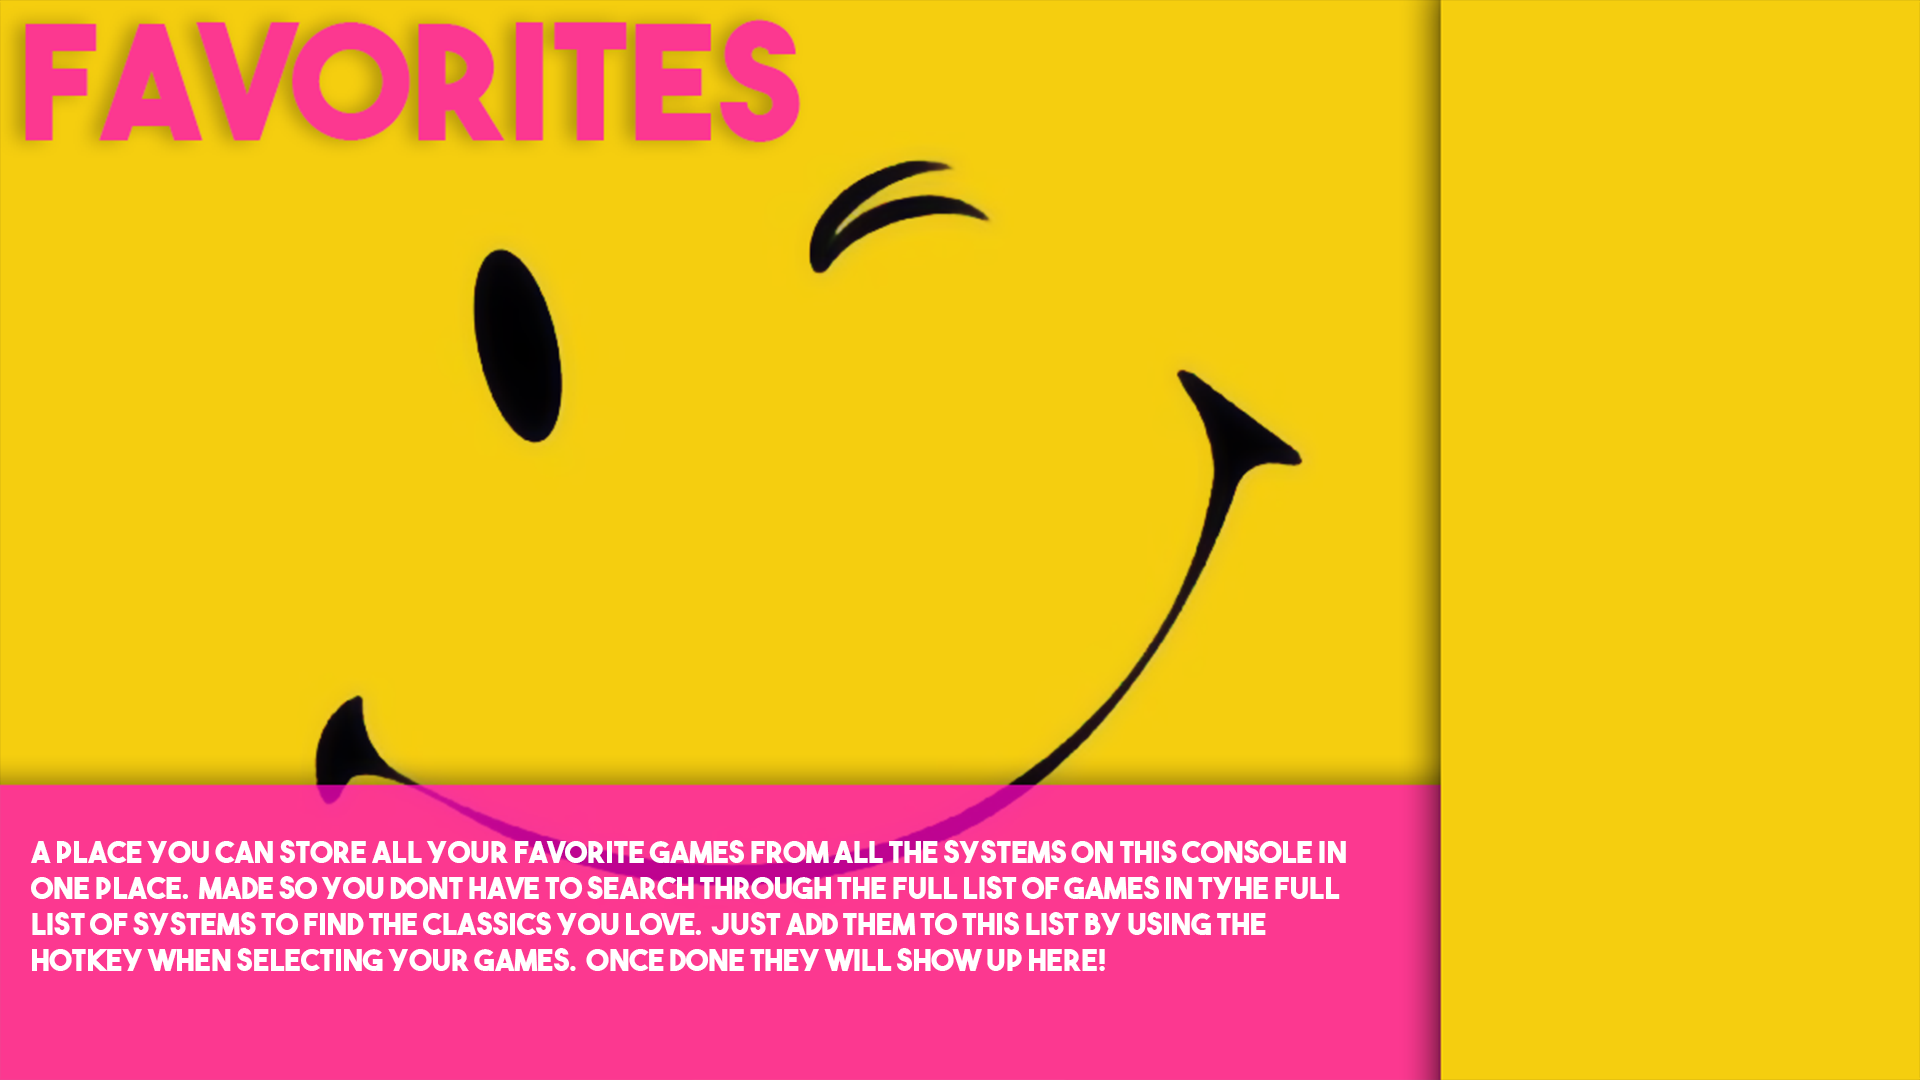 FAVORITES
A PLACE YOU CAN STORE ALL YOUR FAVORITE GAMES FROM ALL THE SYSTEMS ON THIS CONSOLE IN
ONE PLACE. MADE SO YOU DONT HAVE TO SEARCH THROUGH THE FULL LIST OF GAMES IN TYHE FULL
LIST OF SYSTEMS TO FIND THE CLASSICS YOU LOVE. JUST ADD THEM TO THIS LIST BY USING THE
HOTKEY WHEN SELECTING YOUR GAMES. ONCE DONE THEY WILL SHOW UP HERE!